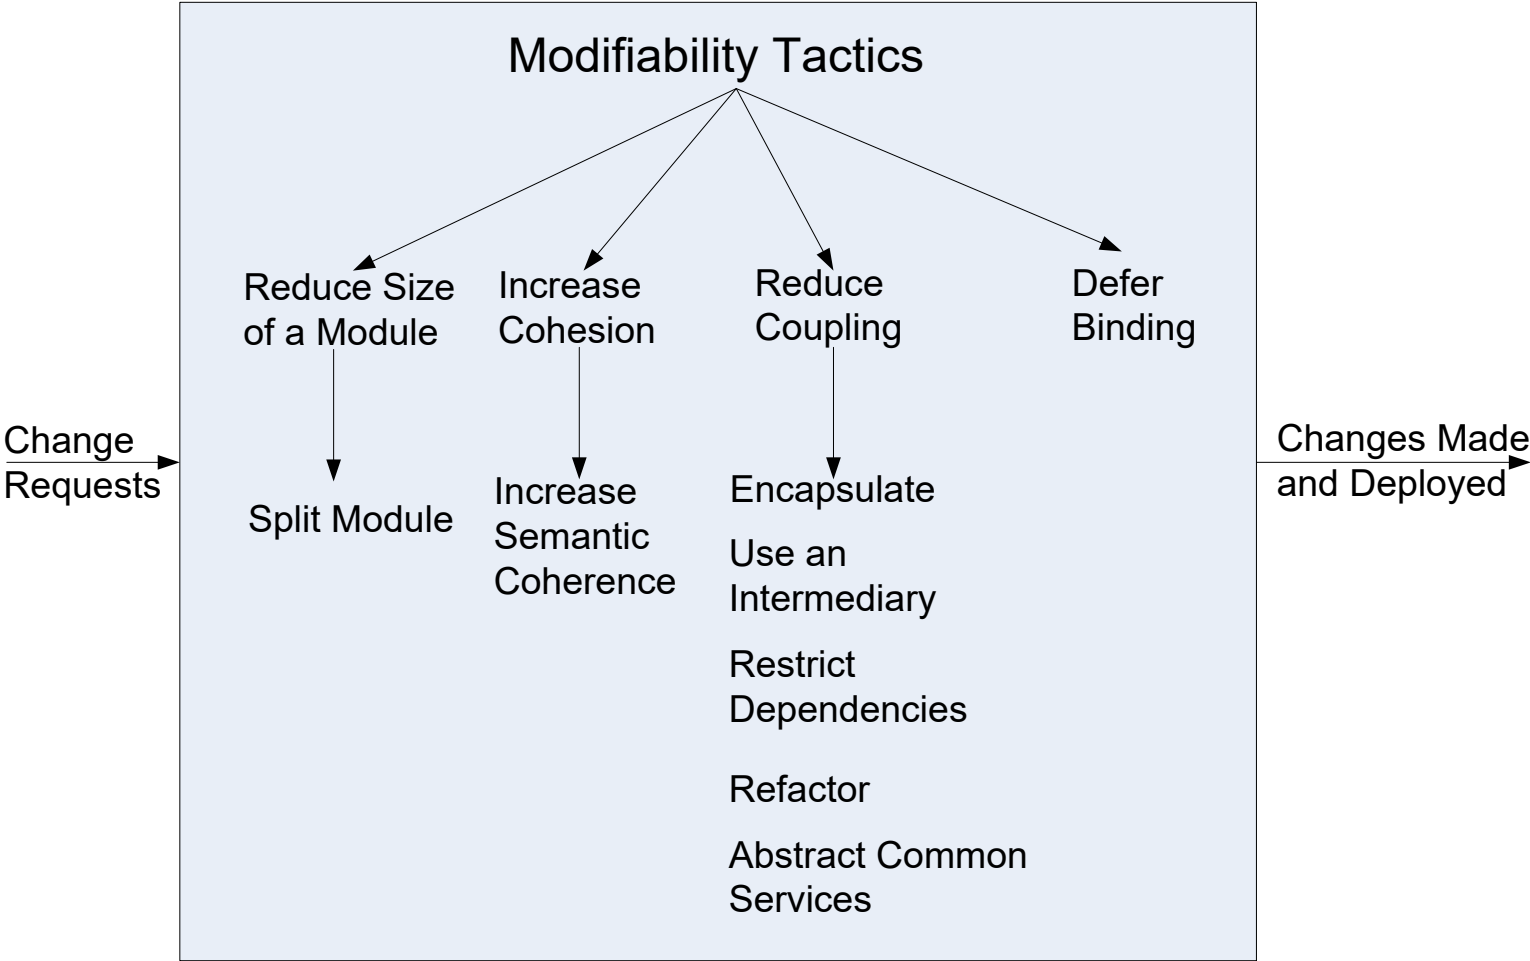 Modifiability Tactics
Reduce Size
of a Module
Increase
Cohesion
Reduce
Coupling
Defer
Binding
Change
Requests
Changes Made
and Deployed
Split Module
Increase
Semantic
Coherence
Encapsulate
Use an
Intermediary
Restrict
Dependencies
Refactor
Abstract Common
Services